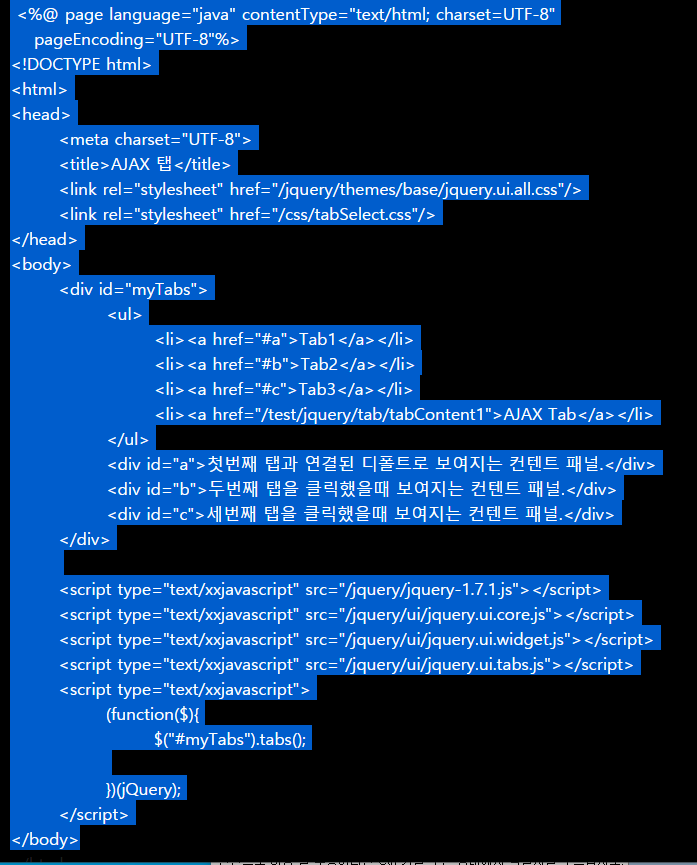 <%@ page language="java" contentType="text/html; charset=UTF-8"
pageEncoding="UTF-8"%>
<!DOCTYPE html>
<html>
<head>
<meta charset="UTF-8">
<title>AJAX 탭</title>
<link rel="stylesheet" href="/jquery/themes/base/jquery.ui.all.css"/>
<link rel="stylesheet" href="/css/tabSelect.css"/>
</head>
<body>
<div id="myTabs">
<ul>
<li><a href="#a">Tab1</a></li>
<li><a href="#b">Tab2</a></li>
<li><a href="#c">Tab3</a></li>
<li><a href="/test/jquery/tab/tabContent1">AJAX Tab</a></li>
</ul>
<div id="a">첫번째 탭과 연결된 디폴트로 보여지는 컨텐트 패널.</div>
<div id="b">두번째 탭을 클릭했을때 보여지는 컨텐트 패널.</div>
<div id="c">세번째 탭을 클릭했을때 보여지는 컨텐트 패널.</div>
</div>
<script type="text/xxjavascript" src="/jquery/jquery-1.7.1.js"></script>
<script type="text/xxjavascript" src="/jquery/ui/jquery.ui.core.js"></script>
<script type="text/xxjavascript" src="/jquery/ui/jquery.ui.widget.js"></script>
<script type="text/xxjavascript" src="/jquery/ui/jquery.ui.tabs.js"></script>
<script type="text/xxjavascript">
(function($){
$("#myTabs").tabs();
})(jQuery);
</script>
</body>